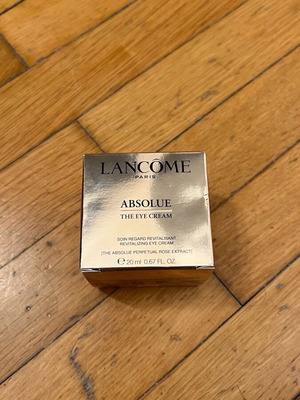 LANCÔME
PARIS
ABSOLUE
THE EYE CREAM
SOIN REGARD REVITALISANT
REVITALIZING EYE CREAM
[THE ABSOLUE PERPETUAL ROSE EXTRACT]
℮ 20 ml 0.67 FL. OZ.